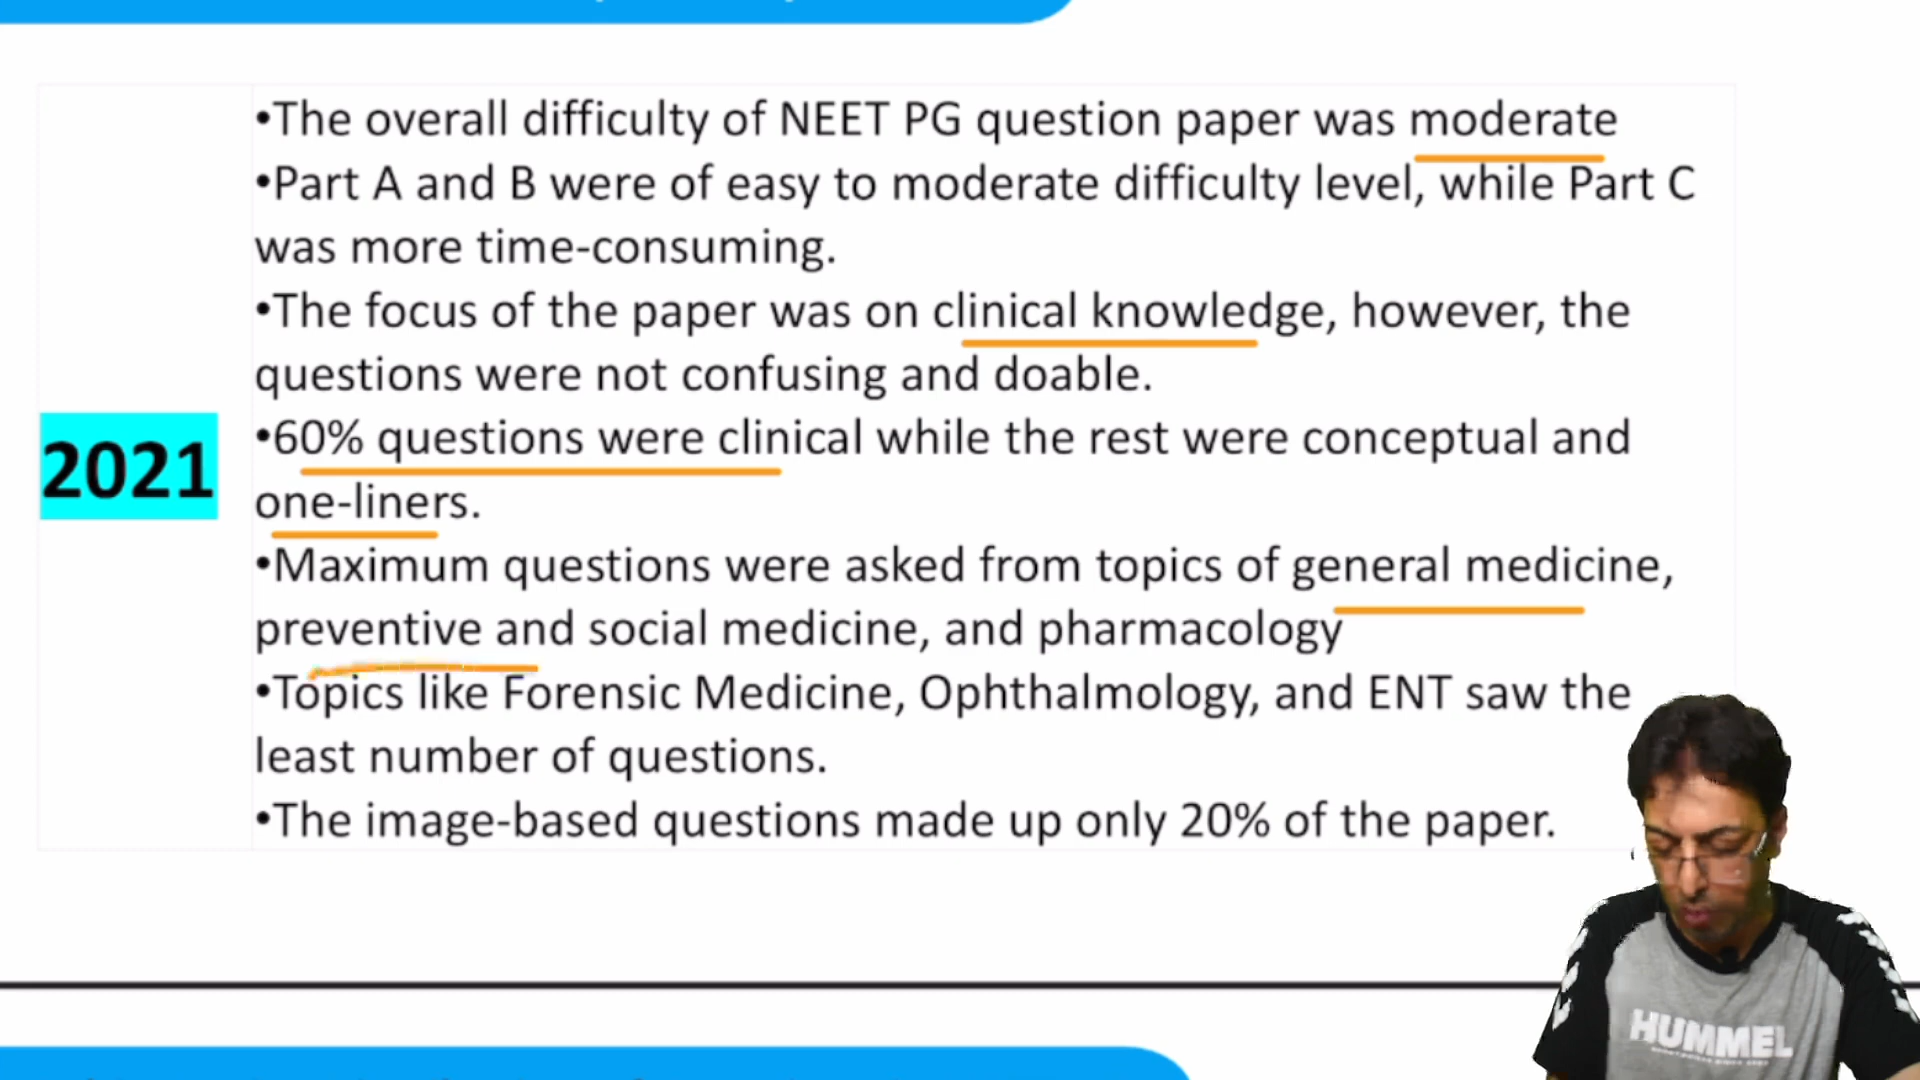 •The overall difficulty of NEET PG question paper was moderate
•Part A and B were of easy to moderate difficulty level, while Part C
was more time-consuming.
•The focus of the paper was on clinical knowledge, however, the
questions were not confusing and doable.
•60% questions were clinical while the rest were conceptual and
2021
one-liners.
•Maximum questions were asked from topics of general medicine,
preventive and social medicine, and pharmacology
•Topics like Forensic Medicine, Ophthalmology, and ENT saw the
least number of questions.
•The image-based questions made up only 20% of the paper.
HUMMEL